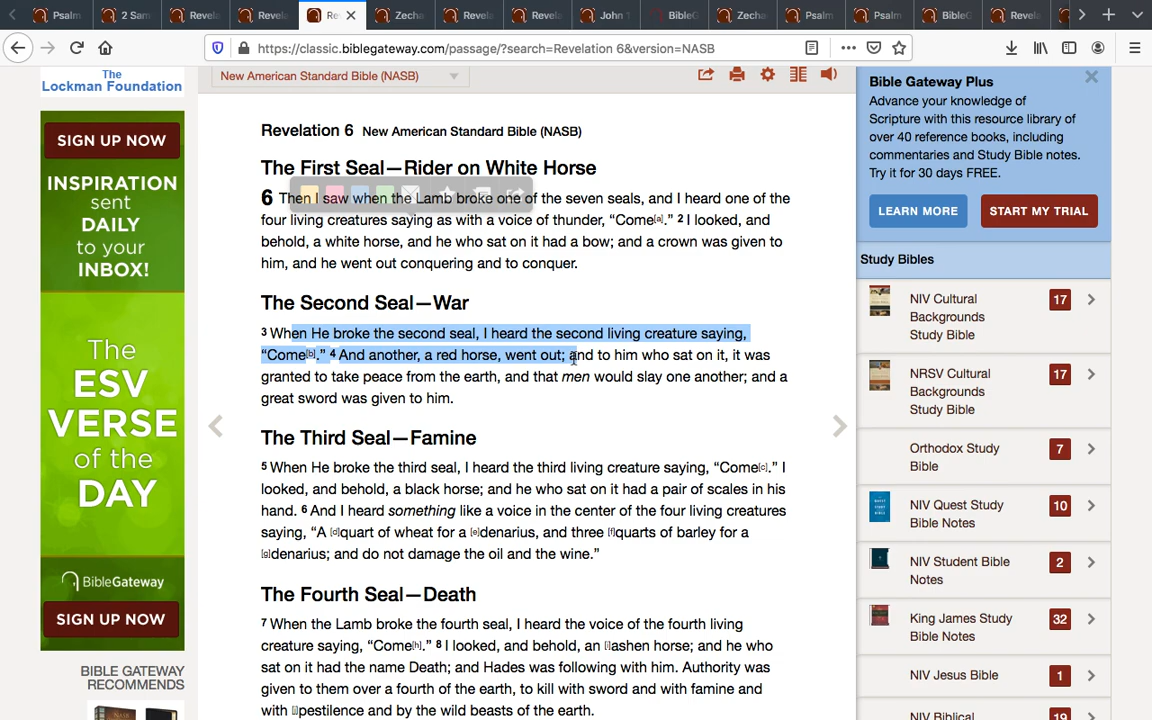 Psalm
2 Sam
Revela
Revela
Re
Zecha
Revela
Revela
John 1
BibleG
Zecha
Psalm
Psalm
BibleG
Revela
https://classic.biblegateway.com/passage/?search=Revelation 6&version=NASB
The
Lockman Foundation
SIGN UP NOW
INSPIRATION
sent
DAILY
to your
INBOX!
The
ESV
VERSE
of the
DAY
BibleGateway
SIGN UP NOW
BIBLE GATEWAY
RECOMMENDS
New American Standard Bible (NASB)
Revelation 6 New American Standard Bible (NASB)
The First Seal—Rider on White Horse
6 Then I saw when the Lamb broke one of the seven seals, and I heard one of the
four living creatures saying as with a voice of thunder, “Come[a].” 2 I looked, and
behold, a white horse, and he who sat on it had a bow; and a crown was given to
him, and he went out conquering and to conquer.
The Second Seal—War
3 When He broke the second seal, I heard the second living creature saying,
“Come[b].” 4 And another, a red horse, went out; and to him who sat on it, it was
granted to take peace from the earth, and that men would slay one another; and a
great sword was given to him.
The Third Seal—Famine
5 When He broke the third seal, I heard the third living creature saying, “Come[c].” I
looked, and behold, a black horse; and he who sat on it had a pair of scales in his
hand. 6 And I heard something like a voice in the center of the four living creatures
saying, “A [d]quart of wheat for a [e]denarius, and three [f]quarts of barley for a
[g]denarius; and do not damage the oil and the wine.”
The Fourth Seal—Death
7 When the Lamb broke the fourth seal, I heard the voice of the fourth living
creature saying, “Come[h].” 8 I looked, and behold, an [i]ashen horse; and he who
sat on it had the name Death; and Hades was following with him. Authority was
given to them over a fourth of the earth, to kill with sword and with famine and
with [j]pestilence and by the wild beasts of the earth.
Bible Gateway Plus
Advance your knowledge of
Scripture with this resource library of
over 40 reference books, including
commentaries and Study Bible notes.
Try it for 30 days FREE.
LEARN MORE
START MY TRIAL
Study Bibles
NIV Cultural
Backgrounds
Study Bible
17
NRSV Cultural
Backgrounds
Study Bible
17
Orthodox Study
Bible
7
NIV Quest Study
Bible Notes
10
NIV Student Bible
Notes
2
King James Study
Bible Notes
32
NIV Jesus Bible
1
NIV Biblical
19